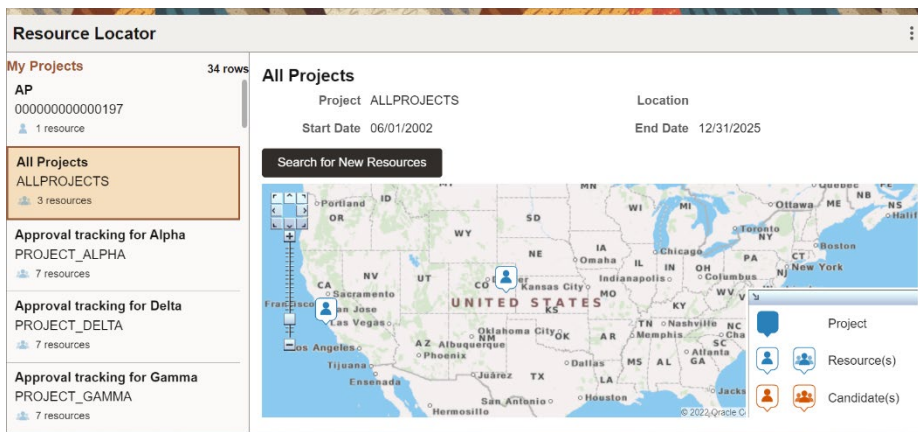 Resource Locator
My Projects
34 rows
AP
000000000000197
1 resource
All Projects
ALLPROJECTS
3 resources
Approval tracking for Alpha
PROJECT_ALPHA
7 resources
Approval tracking for Delta
PROJECT_DELTA
7 resources
Approval tracking for Gamma
PROJECT_GAMMA
7 resources
All Projects
Project ALLPROJECTS
Location
Start Date 06/01/2002
End Date 12/31/2025
Search for New Resources
MN
Portland
ID
OR
WY
SD
WI
MI
Ottawa
ME
NB
NS
Toronto
NY
Boston
NE
IA
Omaha
Chicago
IL
IN
OH
PA
CT
NJ
New York
NV
UT
CO
Kansas City
Indianapolis
Columbus
CA
Sacramento
UNITED STATES
KS
MO
KY
WV
Las Vegas
Oklahoma City
OK
AR
TN
Nashville
NC
Memphis
SC
Los Angeles
AZ
Albuquerque
NM
Phoenix
Dallas
MS
AL
GA
Atlanta
Tijuana
Juárez
TX
LA
Ensenada
San Antonio
Houston
Hermosillo
© 2022 Oracle
Project
Resource(s)
Candidate(s)